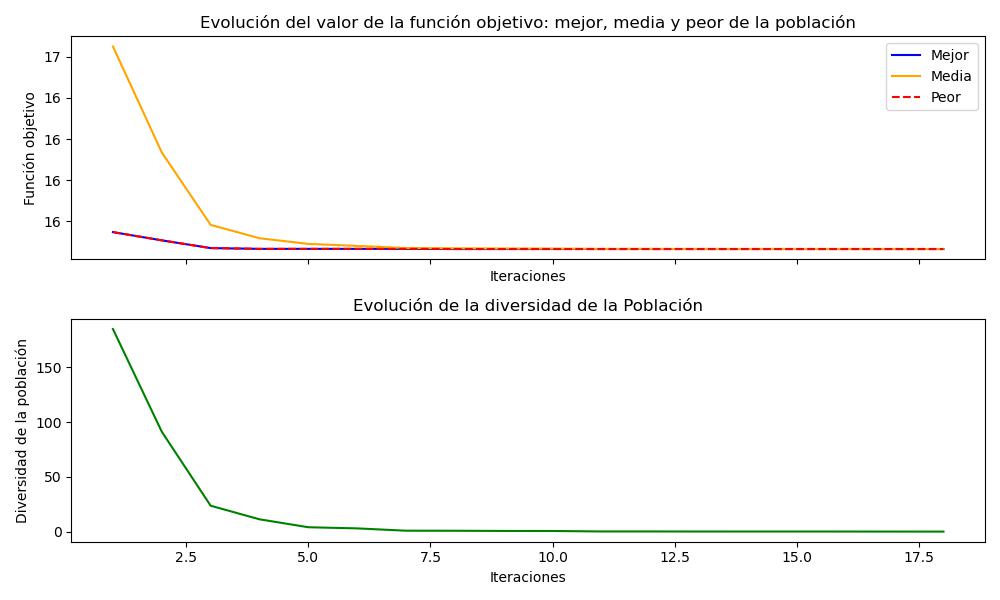 Evolución del valor de la función objetivo: mejor, media y peor de la población
Función objetivo
17
16
16
16
16
Mejor
Media
Peor
Iteraciones
Evolución de la diversidad de la Población
Diversidad de la población
150
100
50
0
2.5 5.0 7.5 10.0 12.5 15.0 17.5
Iteraciones